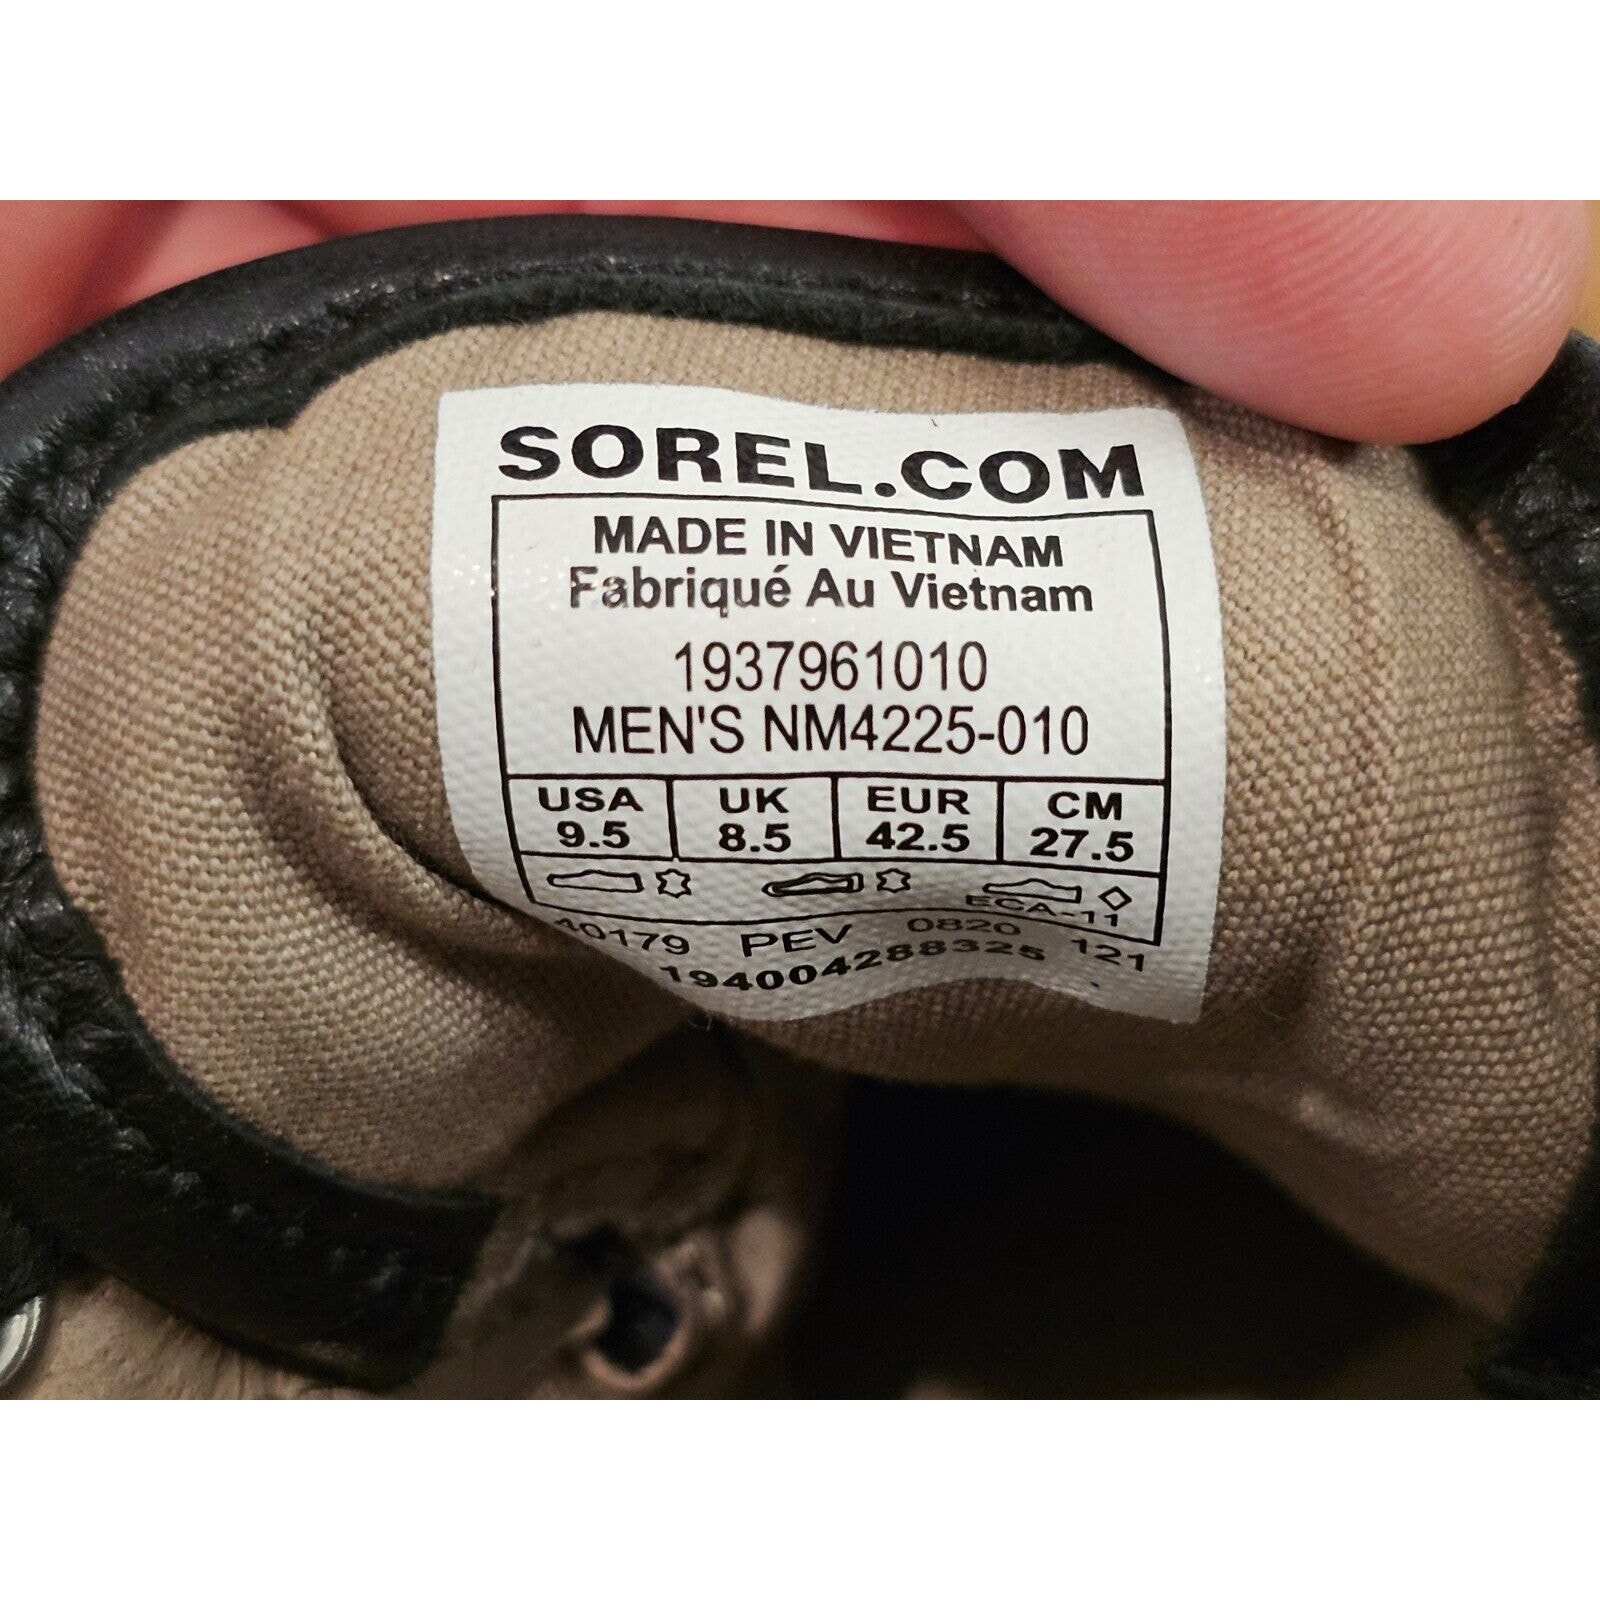 SOREL.COM
MADE IN VIETNAM
Fabriqué Au Vietnam
1937961010
MEN'S NM4225-010
USA UK EUR CM
9.5 8.5 42.5 27.5
ECA-11
40179 PEV 0820 121
194004288325